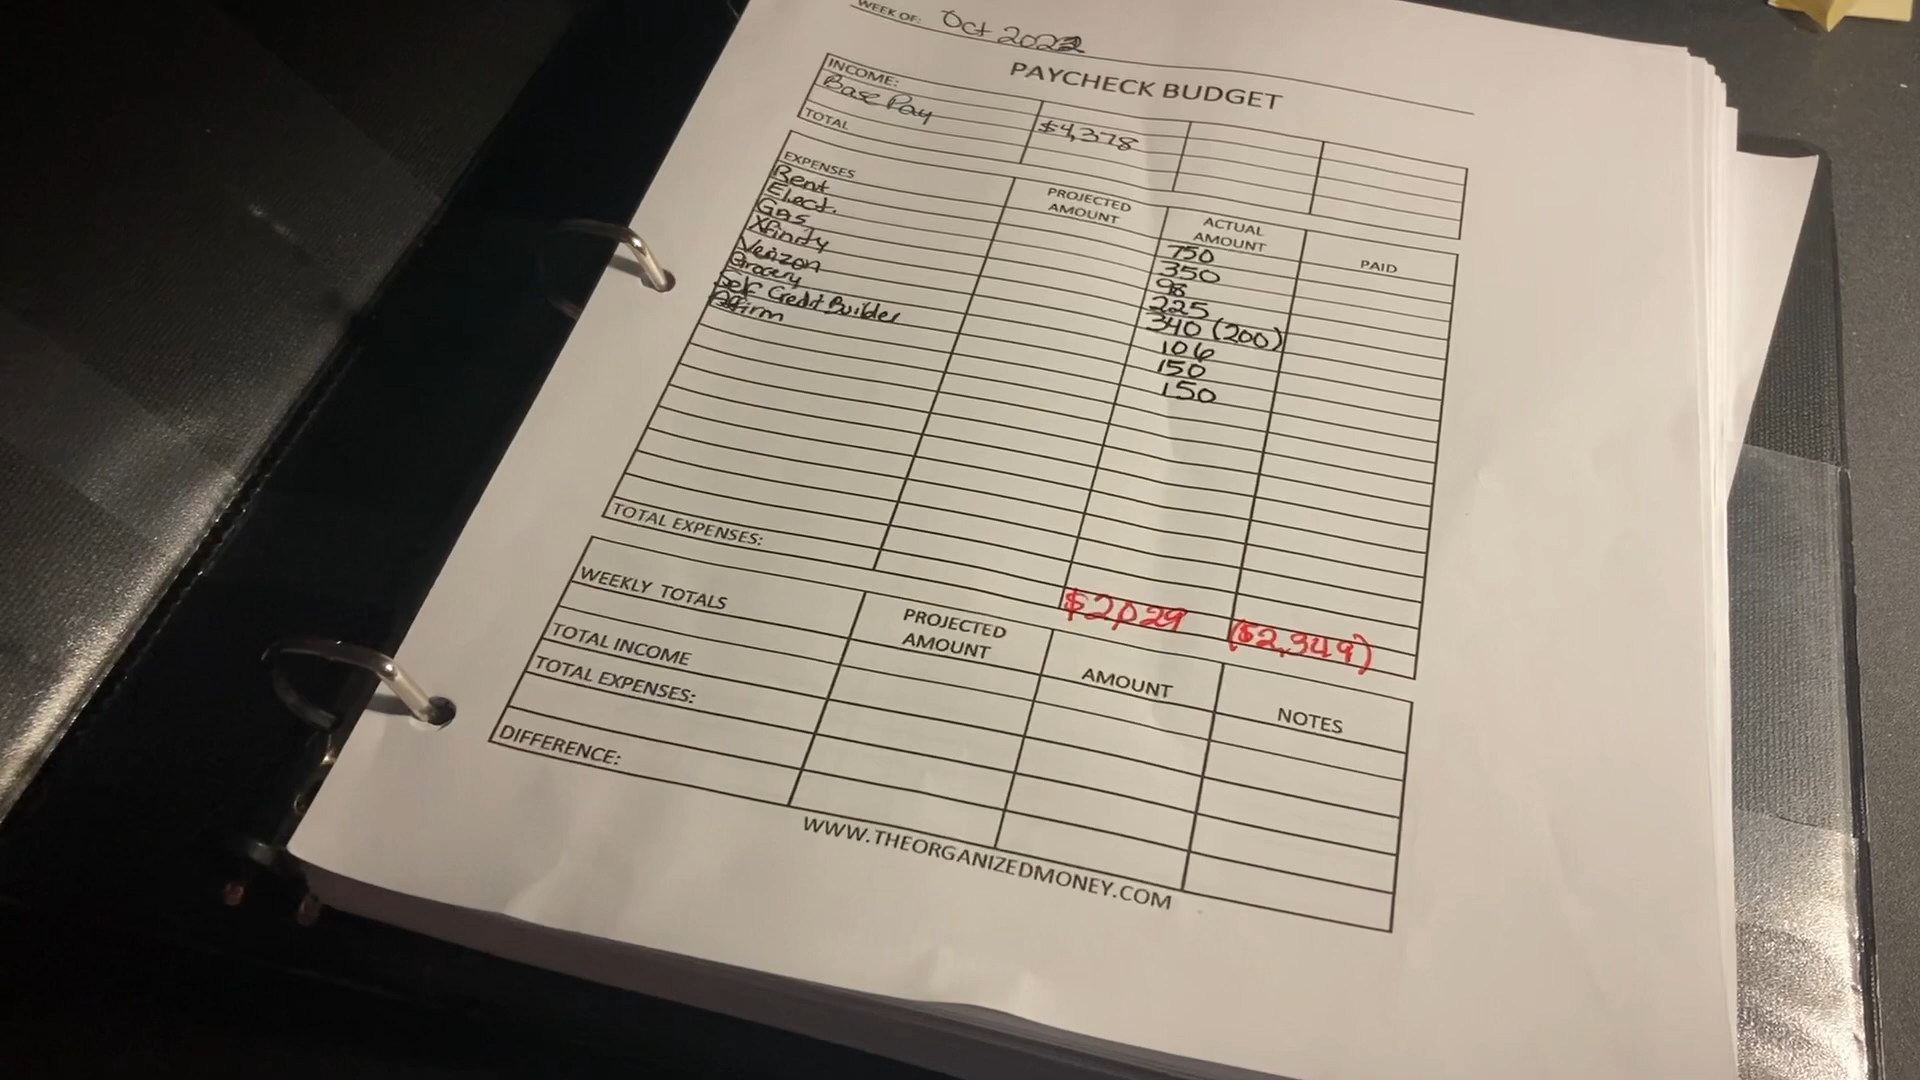 WEEK OF: Oct 2022
PAYCHECK BUDGET
INCOME:
Base Pay $4,378
TOTAL
EXPENSES PROJECTED AMOUNT ACTUAL AMOUNT PAID
Rent 750
Elect. 350
Gas 98
Xfinity 225
Verizon 340 (200)
Grocery 106
Self Credit Builder 150
Affirm 150
TOTAL EXPENSES: $2,029 ($2,349)
WEEKLY TOTALS PROJECTED AMOUNT AMOUNT NOTES
TOTAL INCOME
TOTAL EXPENSES:
DIFFERENCE:
WWW.THEORGANIZEDMONEY.COM